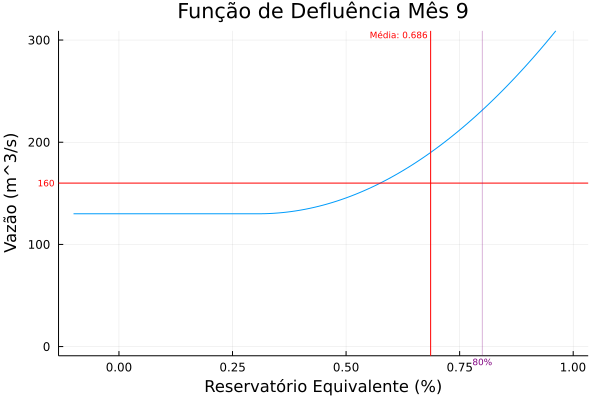 Função de Defluência Mês 9
Média: 0.686
300
200
160
100
0
Vazão (m^3/s)
0.00
0.25
0.50
0.75
80%
1.00
Reservatório Equivalente (%)